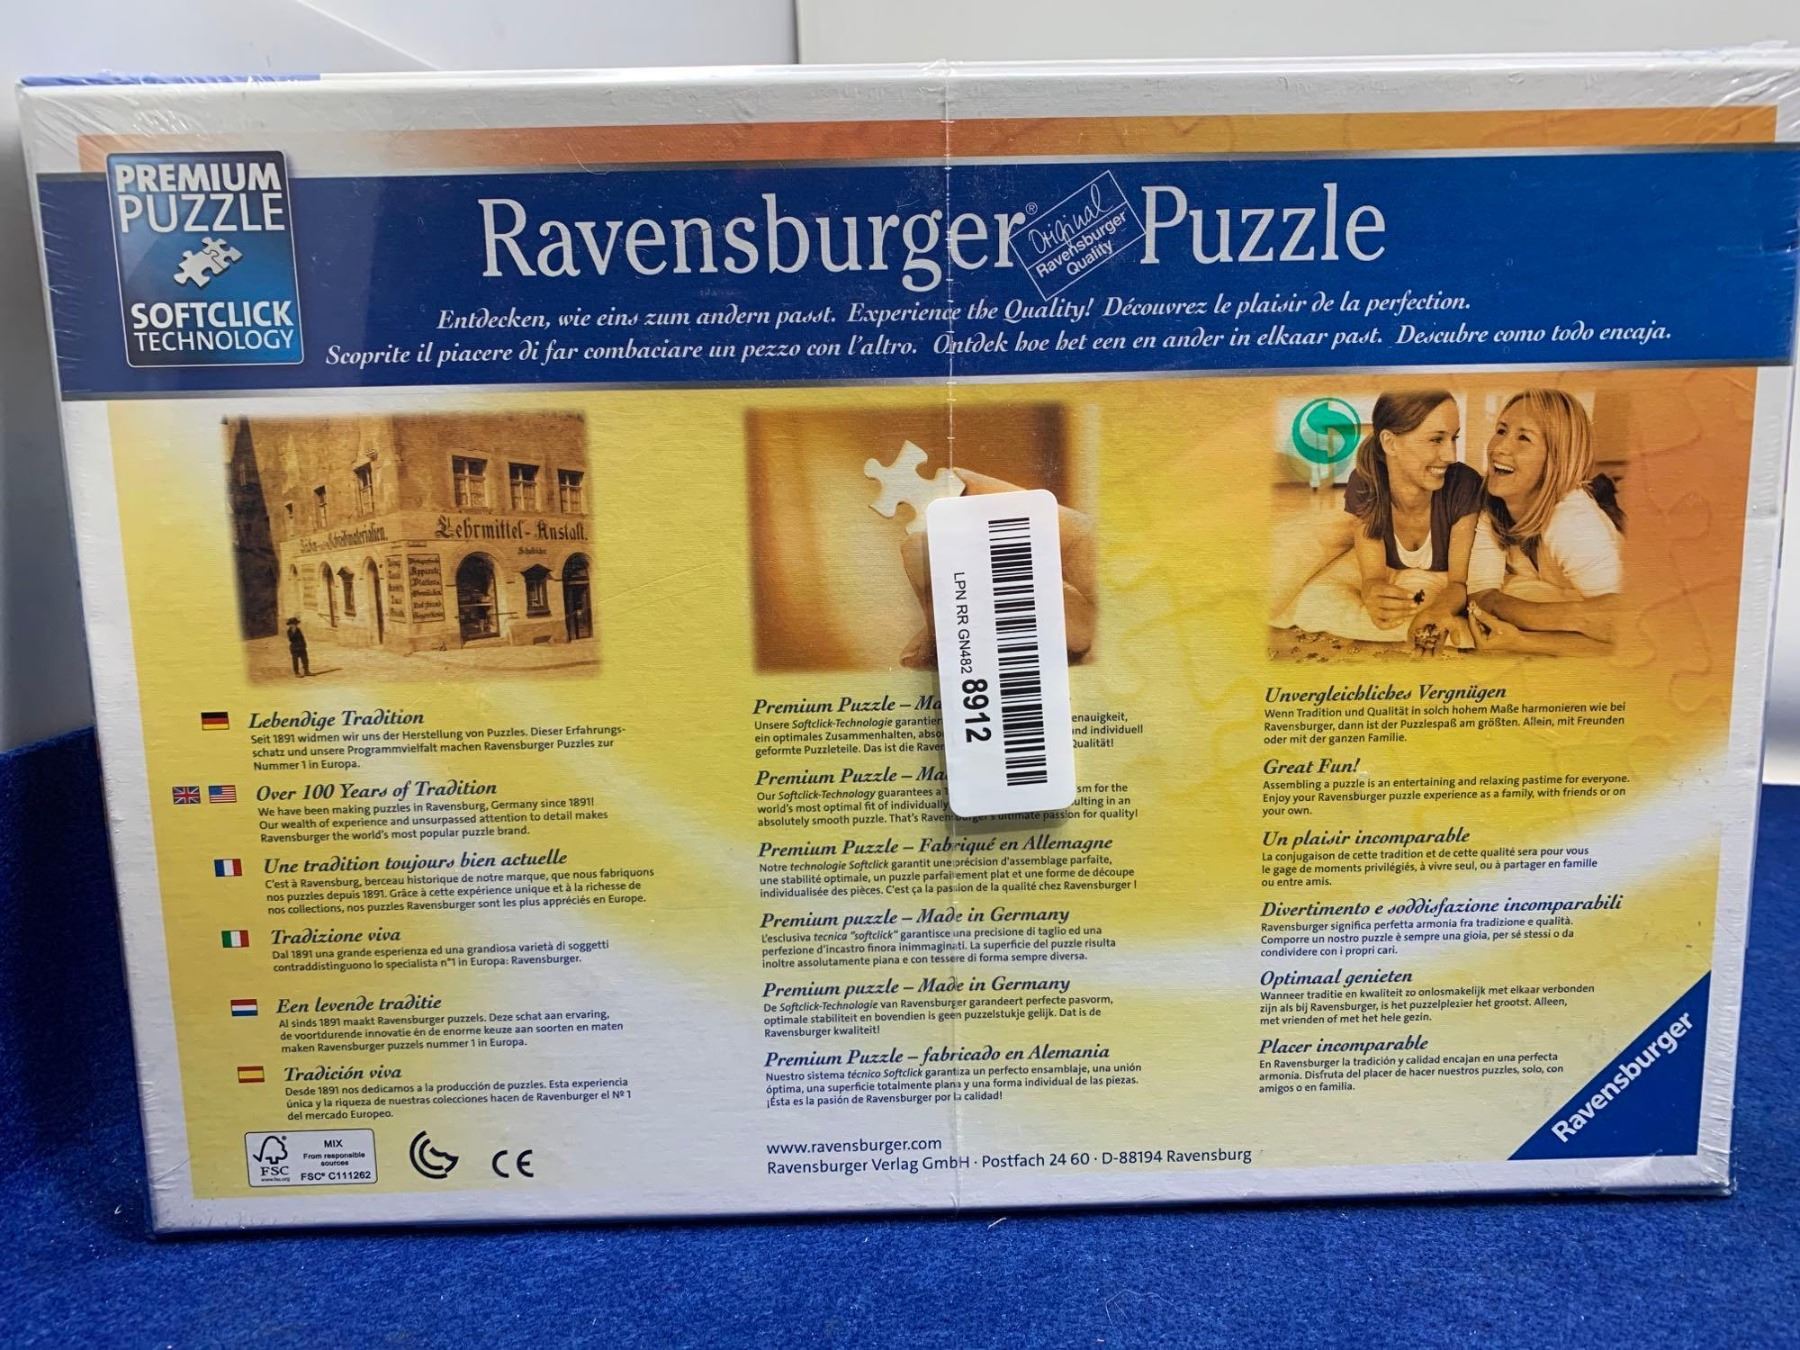 PREMIUM
PUZZLE
SOFTCLICK
TECHNOLOGY
Ravensburger® Puzzle
Original
Ravensburger
Quality
Entdecken, wie eins zum andern passt. Experience the Quality! Découvrez le plaisir de la perfection.
Scoprite il piacere di far combaciare un pezzo con l'altro. Ontdek hoe het een en ander in elkaar past. Descubre como todo encaja.
Schreibmaterialien.
Lehrmittel-Anstalt.
LPN RR GN482 8912
Lebendige Tradition
Seit 1891 widmen wir uns der Herstellung von Puzzles. Dieser Erfahrungs-
schatz und unsere Programmvielfalt machen Ravensburger Puzzles zur
Nummer 1 in Europa.
Over 100 Years of Tradition
We have been making puzzles in Ravensburg, Germany since 1891!
Our wealth of experience and unsurpassed attention to detail makes
Ravensburger the world's most popular puzzle brand.
Une tradition toujours bien actuelle
C'est à Ravensburg, berceau historique de notre marque, que nous fabriquons
nos puzzles depuis 1891. Grâce à cette expérience unique et à la richesse de
nos collections, nos puzzles Ravensburger sont les plus appréciés en Europe.
Tradizione viva
Dal 1891 una grande esperienza ed una grandiosa varietà di soggetti
contraddistinguono lo specialista n°1 in Europa: Ravensburger.
Een levende traditie
Al sinds 1891 maakt Ravensburger puzzels. Deze schat aan ervaring,
de voortdurende innovatie én de enorme keuze aan soorten en maten
maken Ravensburger puzzels nummer 1 in Europa.
Tradición viva
Desde 1891 nos dedicamos a la producción de puzzles. Esta experiencia
única y la riqueza de nuestras colecciones hacen de Ravenburger el Nº 1
del mercado Europeo.
Premium Puzzle – Ma
Unsere Softclick-Technologie garantier enauigkeit,
ein optimales Zusammenhalten, abso und individuell
geformte Puzzleteile. Das ist die Raven Qualität!
Premium Puzzle – Ma
Our Softclick-Technology guarantees a sm for the
world's most optimal fit of individually ulting in an
absolutely smooth puzzle. That's Ravensburger's ultimate passion for quality!
Premium Puzzle – Fabriqué en Allemagne
Notre technologie Softclick garantit une précision d'assemblage parfaite,
une stabilité optimale, un puzzle parfaitement plat et une forme de découpe
individualisée des pièces. C'est ça la passion de la qualité chez Ravensburger !
Premium puzzle – Made in Germany
L'esclusiva tecnica "softclick" garantisce una precisione di taglio ed una
perfezione d'incastro finora inimmaginati. La superficie del puzzle risulta
inoltre assolutamente piana e con tessere di forma sempre diversa.
Premium puzzle – Made in Germany
De Softclick-Technologie van Ravensburger garandeert perfecte pasvorm,
optimale stabiliteit en bovendien is geen puzzelstukje gelijk. Dat is de
Ravensburger kwaliteit!
Premium Puzzle – fabricado en Alemania
Nuestro sistema técnico Softclick garantiza un perfecto ensamblaje, una unión
óptima, una superficie totalmente plana y una forma individual de las piezas.
¡Ésta es la pasión de Ravensburger por la calidad!
Unvergleichliches Vergnügen
Wenn Tradition und Qualität in solch hohem Maße harmonieren wie bei
Ravensburger, dann ist der Puzzlespaß am größten. Allein, mit Freunden
oder mit der ganzen Familie.
Great Fun!
Assembling a puzzle is an entertaining and relaxing pastime for everyone.
Enjoy your Ravensburger puzzle experience as a family, with friends or on
your own.
Un plaisir incomparable
La conjugaison de cette tradition et de cette qualité sera pour vous
le gage de moments privilégiés, à vivre seul, ou à partager en famille
ou entre amis.
Divertimento e soddisfazione incomparabili
Ravensburger significa perfetta armonia fra tradizione e qualità.
Comporre un nostro puzzle è sempre una gioia, per sé stessi o da
condividere con i propri cari.
Optimaal genieten
Wanneer traditie en kwaliteit zo onlosmakelijk met elkaar verbonden
zijn als bij Ravensburger, is het puzzelplezier het grootst. Alleen,
met vrienden of met het hele gezin.
Placer incomparable
En Ravensburger la tradición y calidad encajan en una perfecta
armonía. Disfruta del placer de hacer nuestros puzzles, solo, con
amigos o en familia.
FSC
www.fsc.org
MIX
From responsible
sources
FSC® C111262
CE
www.ravensburger.com
Ravensburger Verlag GmbH · Postfach 24 60 · D-88194 Ravensburg
Ravensburger